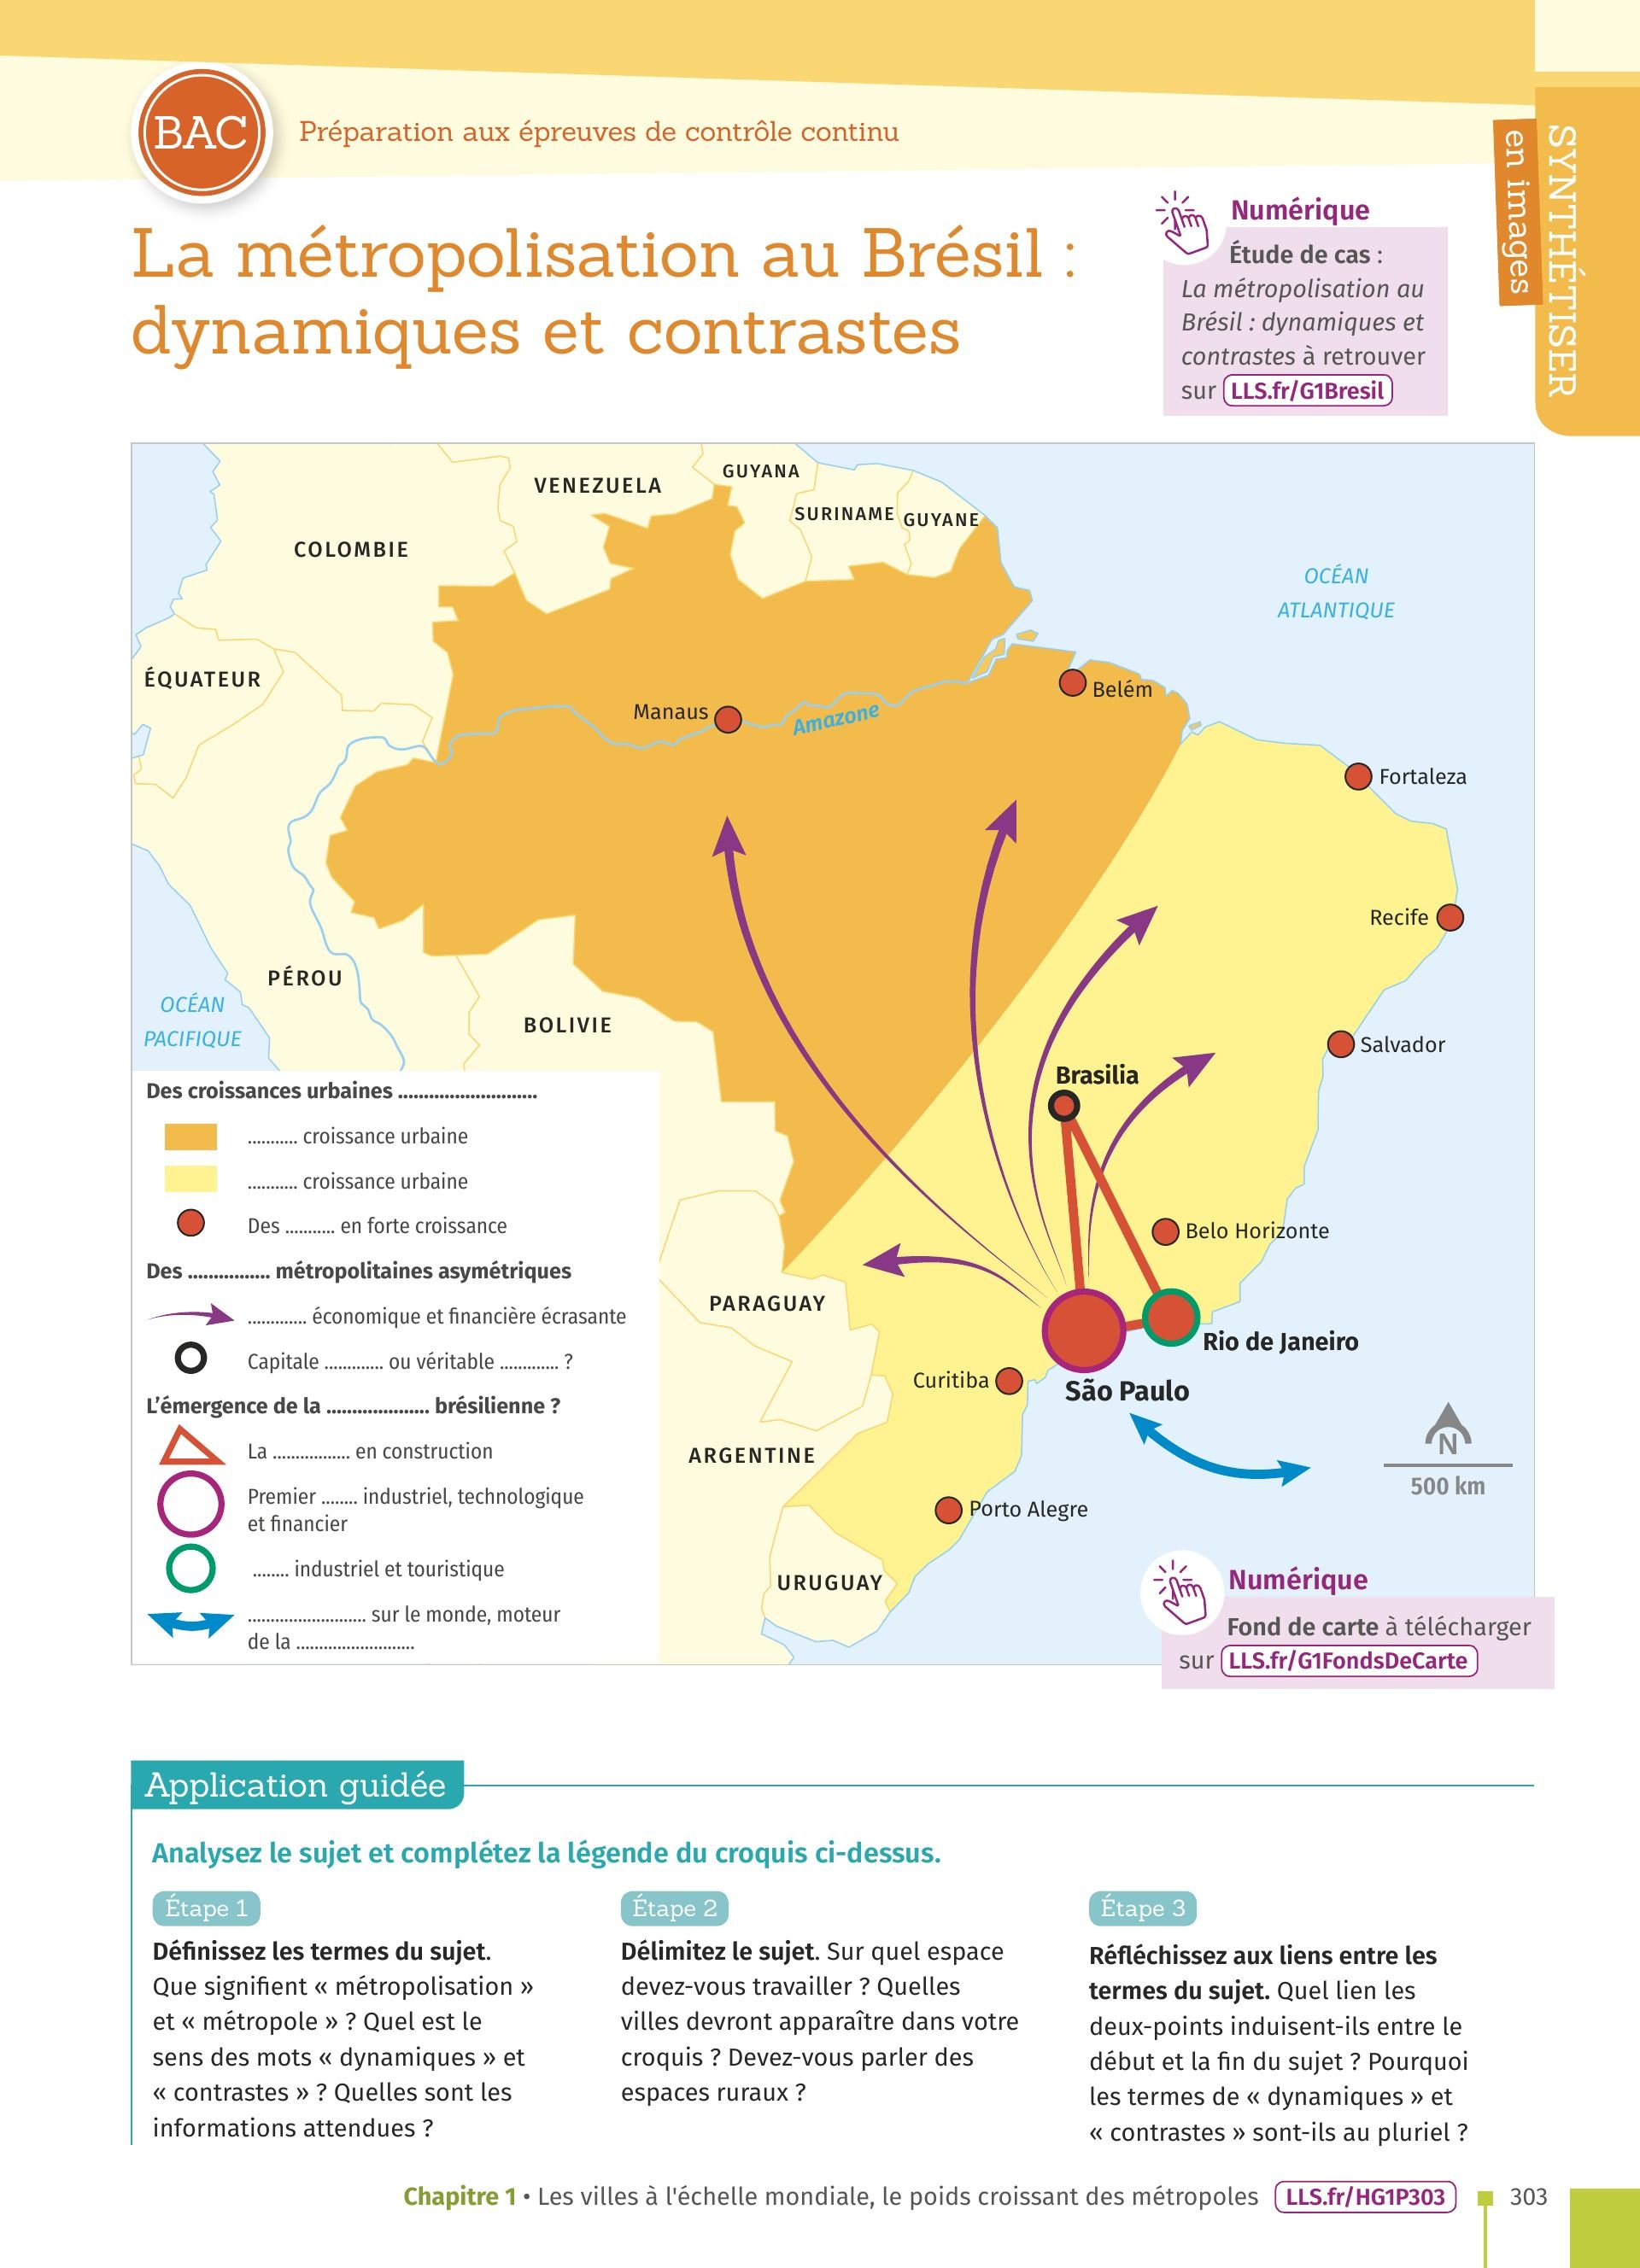 BAC
Préparation aux épreuves de contrôle continu
SYNTHÉTISER
en images
La métropolisation au Brésil :
dynamiques et contrastes
Numérique
Étude de cas :
La métropolisation au
Brésil : dynamiques et
contrastes à retrouver
sur LLS.fr/G1Bresil
VENEZUELA
GUYANA
SURINAME
GUYANE
COLOMBIE
OCÉAN
ATLANTIQUE
ÉQUATEUR
Manaus
Amazone
Belém
Fortaleza
Recife
PÉROU
OCÉAN
PACIFIQUE
BOLIVIE
Salvador
Brasilia
Belo Horizonte
PARAGUAY
Rio de Janeiro
Curitiba
São Paulo
ARGENTINE
N
500 km
Porto Alegre
URUGUAY
Des croissances urbaines ...........................
........... croissance urbaine
........... croissance urbaine
Des ........... en forte croissance
Des ................ métropolitaines asymétriques
............. économique et financière écrasante
Capitale ............. ou véritable ............. ?
L'émergence de la .................... brésilienne ?
La ................. en construction
Premier ........ industriel, technologique
et financier
........ industriel et touristique
.......................... sur le monde, moteur
de la ..........................
Numérique
Fond de carte à télécharger
sur LLS.fr/G1FondsDeCarte
Application guidée
Analysez le sujet et complétez la légende du croquis ci-dessus.
Étape 1
Définissez les termes du sujet.
Que signifient « métropolisation »
et « métropole » ? Quel est le
sens des mots « dynamiques » et
« contrastes » ? Quelles sont les
informations attendues ?
Étape 2
Délimitez le sujet. Sur quel espace
devez-vous travailler ? Quelles
villes devront apparaître dans votre
croquis ? Devez-vous parler des
espaces ruraux ?
Étape 3
Réfléchissez aux liens entre les
termes du sujet. Quel lien les
deux-points induisent-ils entre le
début et la fin du sujet ? Pourquoi
les termes de « dynamiques » et
« contrastes » sont-ils au pluriel ?
Chapitre 1 • Les villes à l'échelle mondiale, le poids croissant des métropoles LLS.fr/HG1P303 303